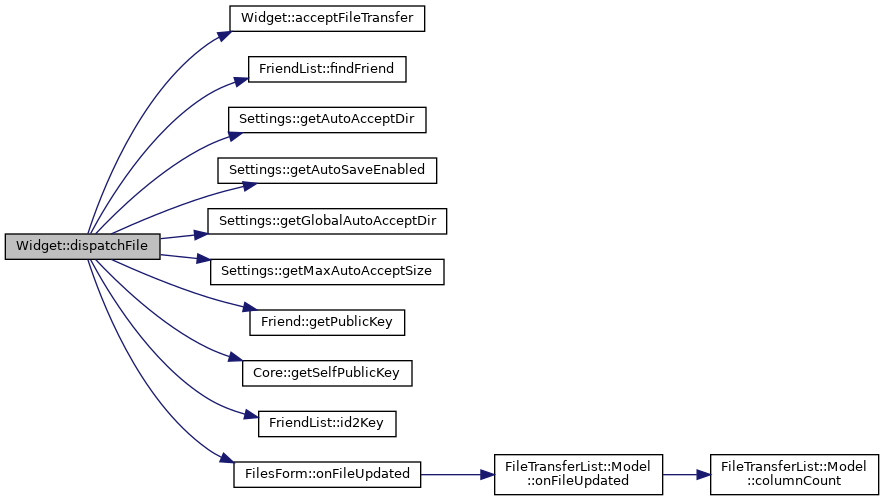 Widget::acceptFileTransfer
FriendList::findFriend
Settings::getAutoAcceptDir
Settings::getAutoSaveEnabled
Settings::getGlobalAutoAcceptDir
Widget::dispatchFile
Settings::getMaxAutoAcceptSize
Friend::getPublicKey
Core::getSelfPublicKey
FriendList::id2Key
FilesForm::onFileUpdated
FileTransferList::Model
::onFileUpdated
FileTransferList::Model
::columnCount